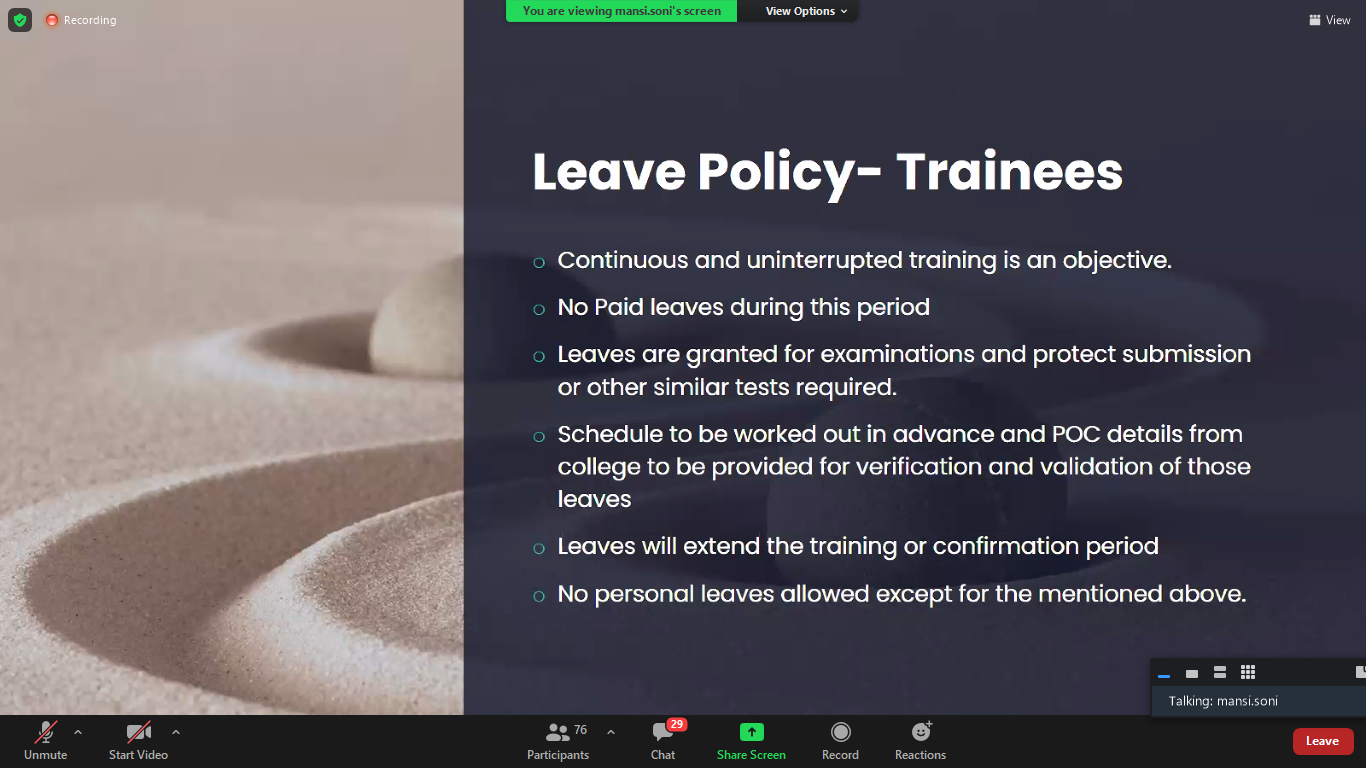 Recording
You are viewing mansi.soni's screen
View Options
View
Leave Policy- Trainees
Continuous and uninterrupted training is an objective.
No Paid leaves during this period
Leaves are granted for examinations and protect submission
or other similar tests required.
Schedule to be worked out in advance and POC details from
college to be provided for verification and validation of those
leaves
Leaves will extend the training or confirmation period
No personal leaves allowed except for the mentioned above.
Talking: mansi.soni
Unmute
Start Video
76
Participants
29
Chat
Share Screen
Record
Reactions
Leave